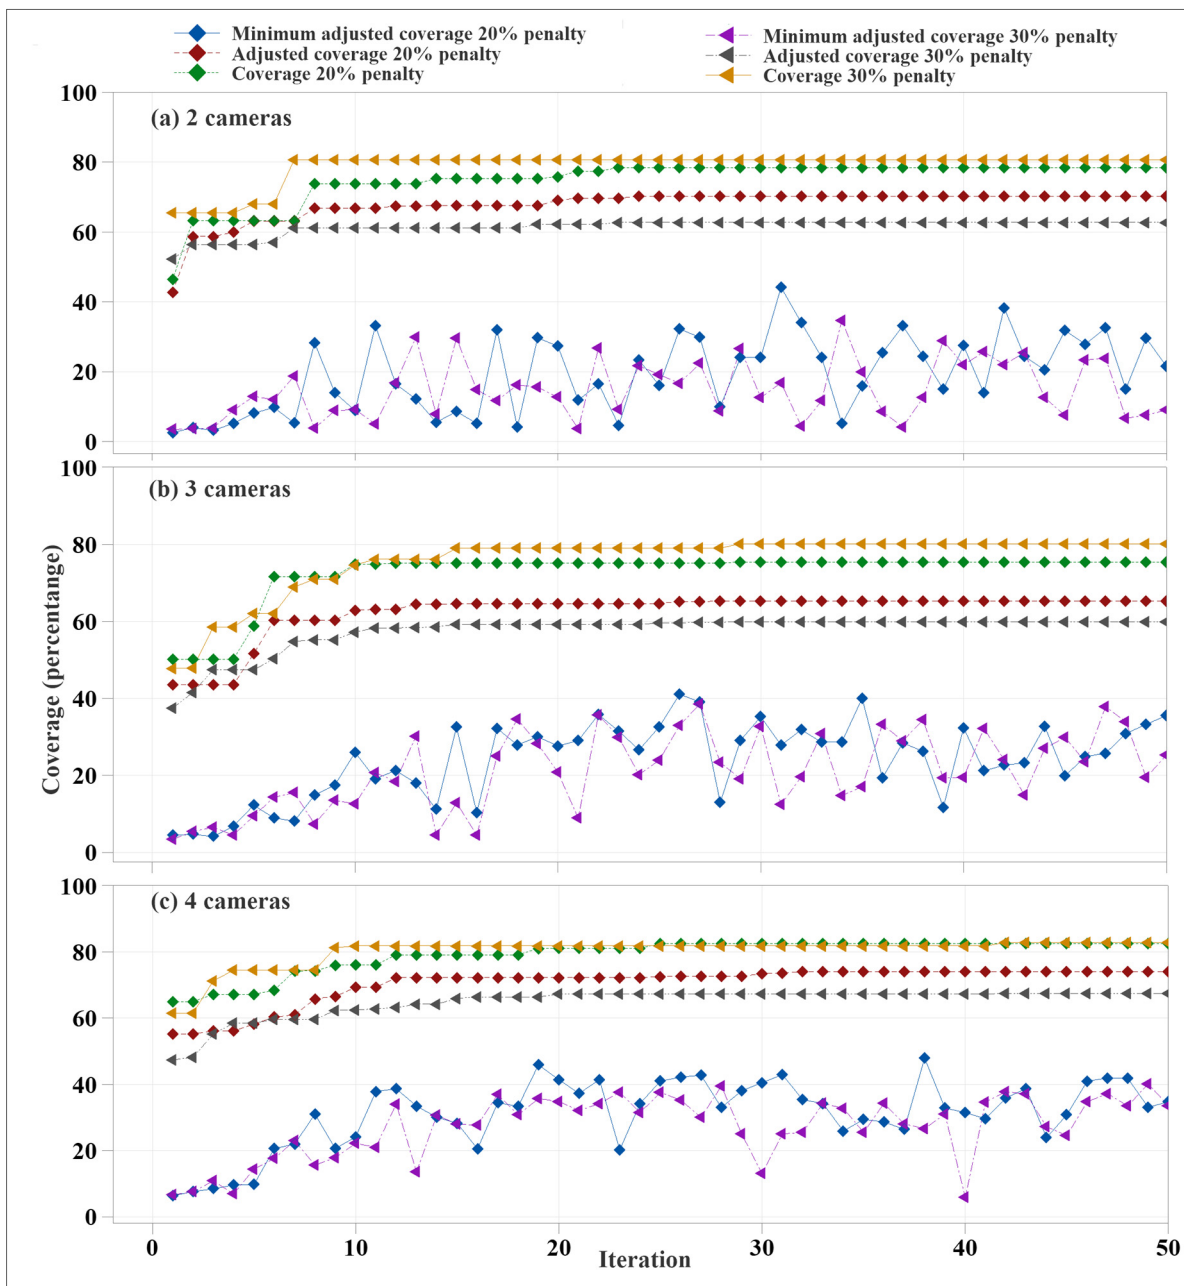 Minimum adjusted coverage 20% penalty
Adjusted coverage 20% penalty
Coverage 20% penalty
Minimum adjusted coverage 30% penalty
Adjusted coverage 30% penalty
Coverage 30% penalty
(a) 2 cameras
100
80
60
40
20
0
(b) 3 cameras
100
80
60
40
20
0
(c) 4 cameras
100
80
60
40
20
0
Coverage (percentange)
0
10
20
30
40
50
Iteration